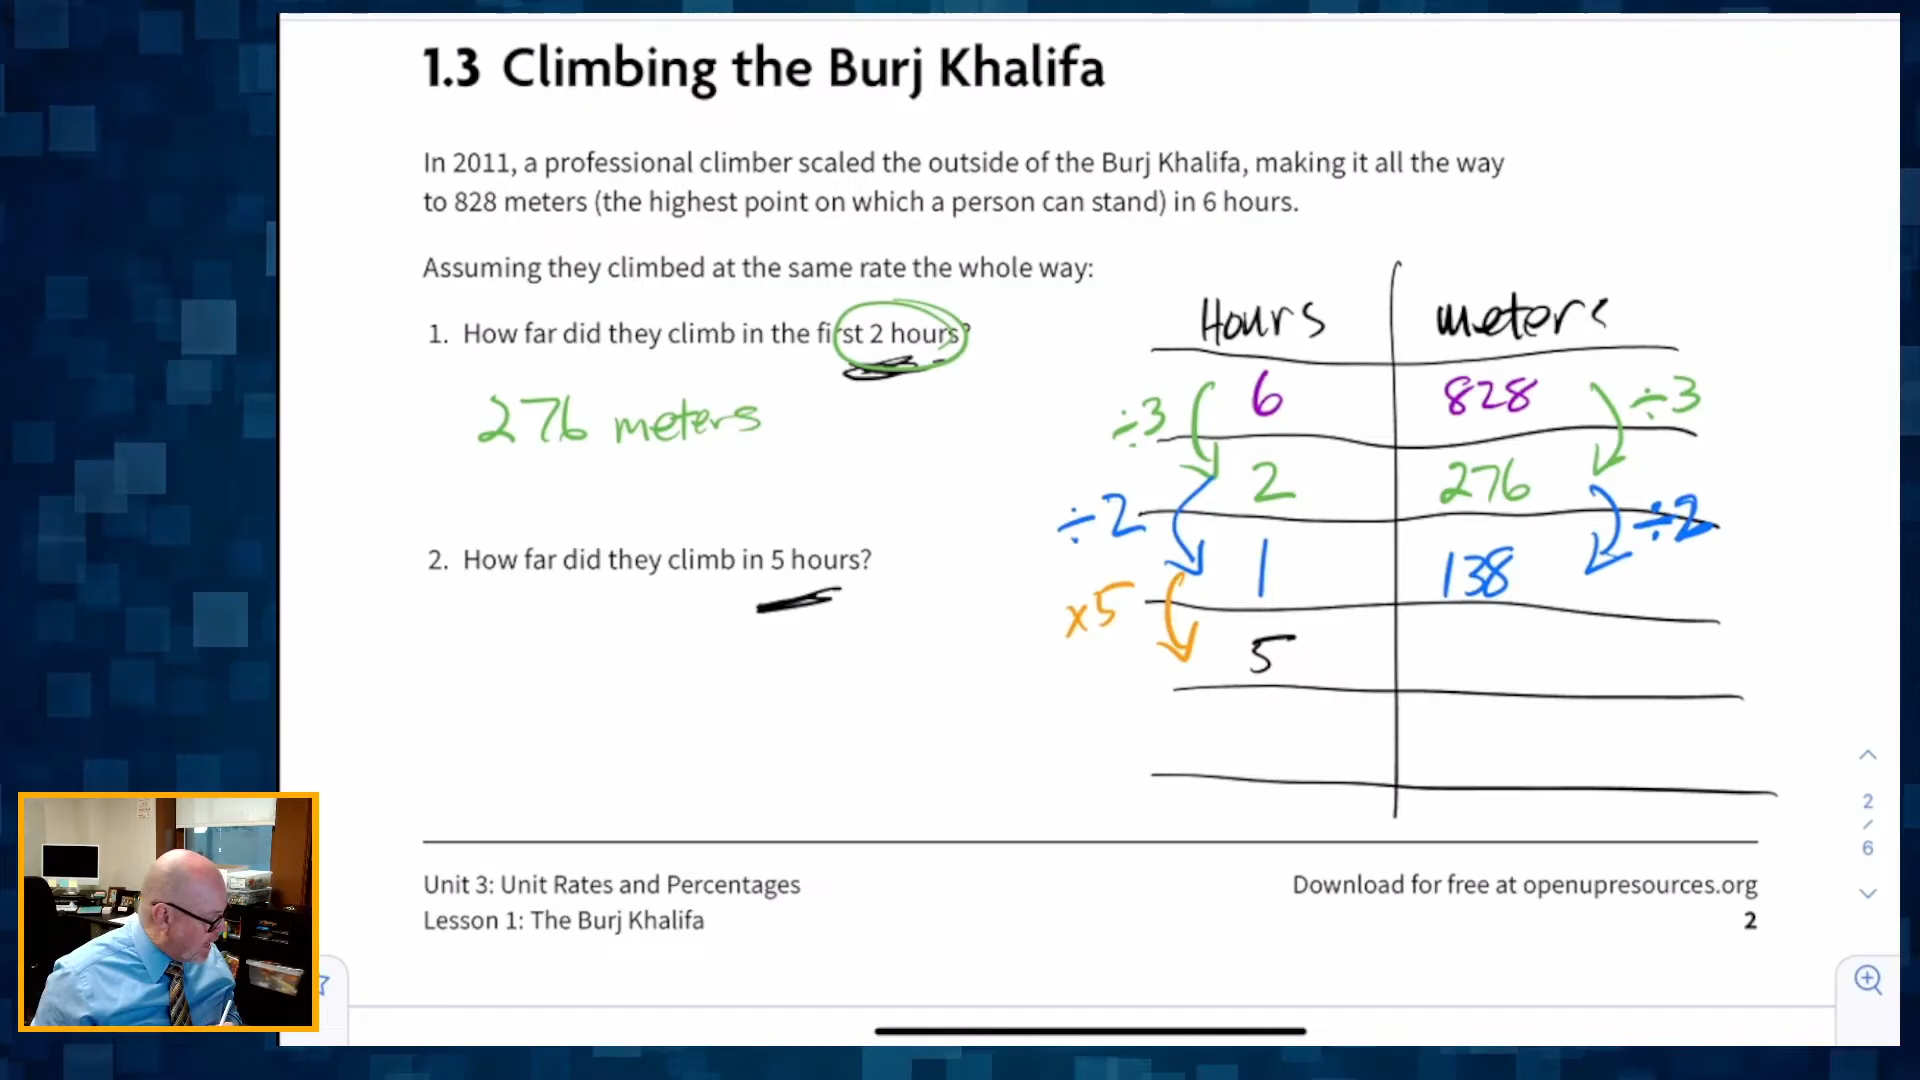 1.3 Climbing the Burj Khalifa
In 2011, a professional climber scaled the outside of the Burj Khalifa, making it all the way
to 828 meters (the highest point on which a person can stand) in 6 hours.
Assuming they climbed at the same rate the whole way:
1. How far did they climb in the first 2 hours?
276 meters
2. How far did they climb in 5 hours?
Hours meters
÷3 6 828 ÷3
2 276
÷2 ÷2
1 138
x5
5
Unit 3: Unit Rates and Percentages
Lesson 1: The Burj Khalifa
Download for free at openupresources.org
2
2
/
6